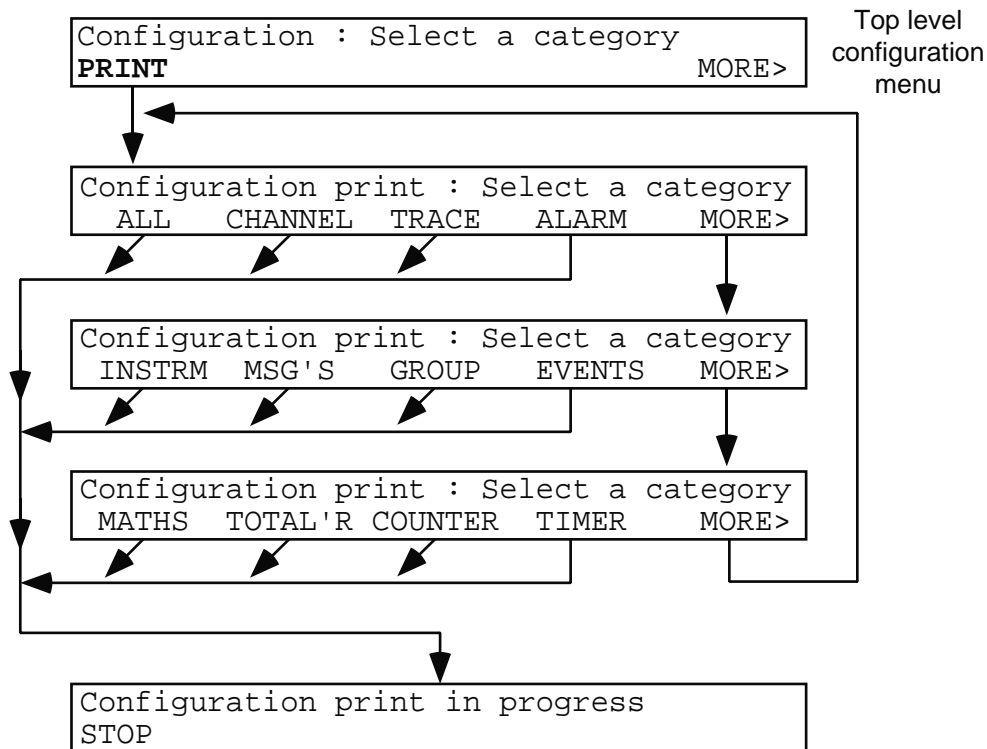 Configuration : Select a category
PRINT MORE>
Top level
configuration
menu
Configuration print : Select a category
ALL CHANNEL TRACE ALARM MORE>
Configuration print : Select a category
INSTRM MSG'S GROUP EVENTS MORE>
Configuration print : Select a category
MATHS TOTAL'R COUNTER TIMER MORE>
Configuration print in progress
STOP